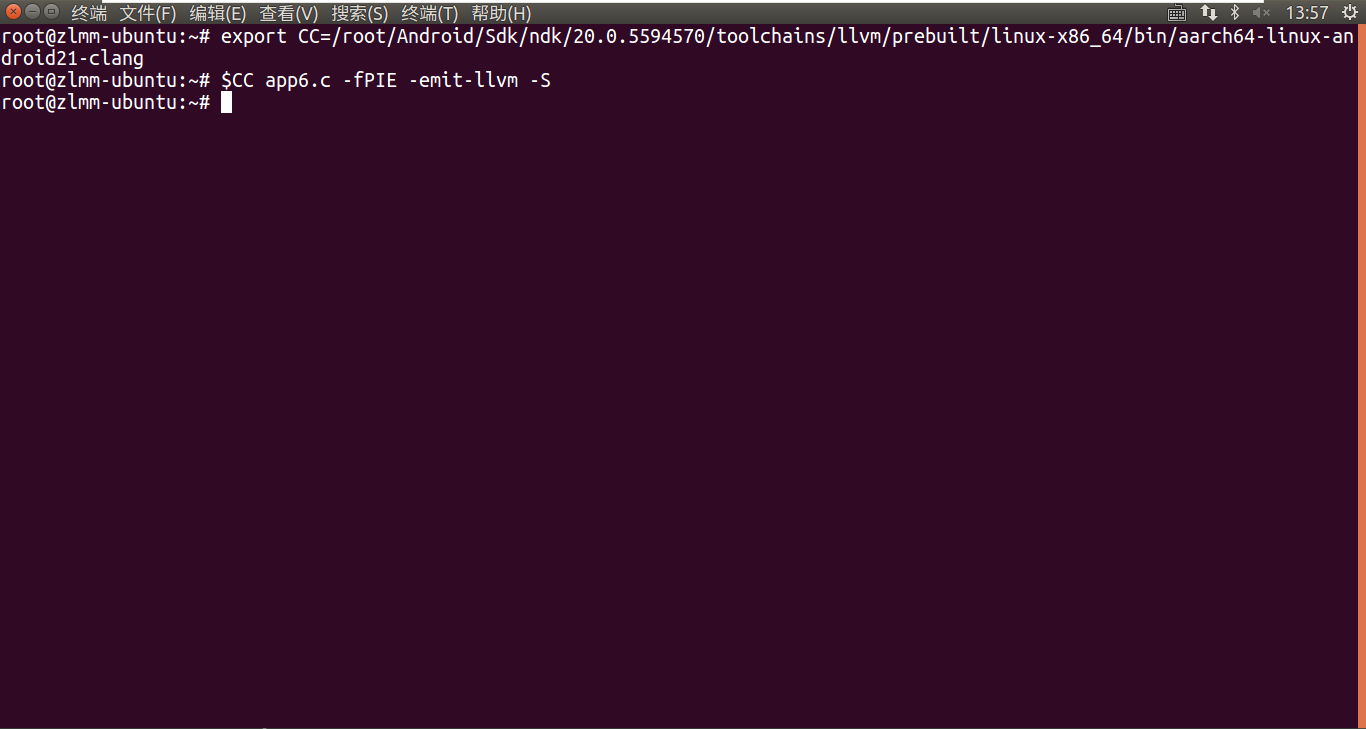 终端 文件(F) 编辑(E) 查看(V) 搜索(S) 终端(T) 帮助(H) 13:57
root@zlmm-ubuntu:~# export CC=/root/Android/Sdk/ndk/20.0.5594570/toolchains/llvm/prebuilt/linux-x86_64/bin/aarch64-linux-an
droid21-clang
root@zlmm-ubuntu:~# $CC app6.c -fPIE -emit-llvm -S
root@zlmm-ubuntu:~#